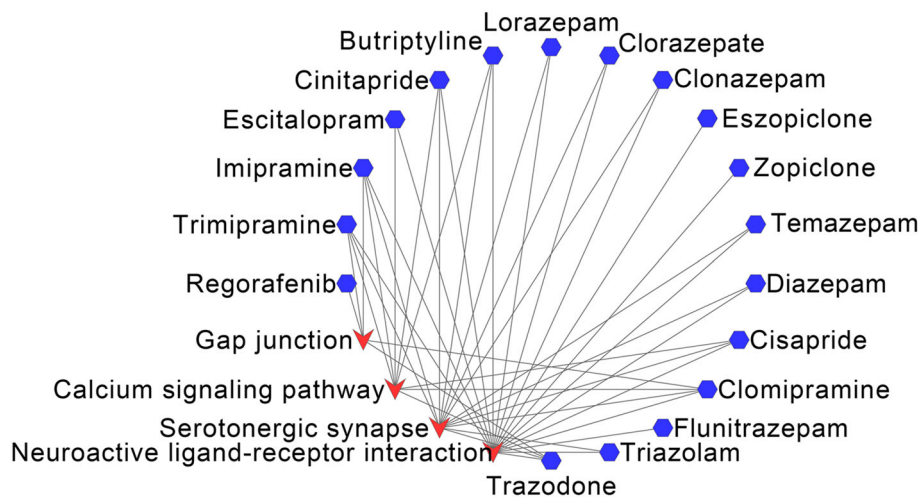 Lorazepam
Butriptyline
Clorazepate
Cinitapride
Clonazepam
Escitalopram
Eszopiclone
Imipramine
Zopiclone
Trimipramine
Temazepam
Regorafenib
Diazepam
Gap junction
Cisapride
Calcium signaling pathway
Clomipramine
Serotonergic synapse
Flunitrazepam
Neuroactive ligand-receptor interaction
Triazolam
Trazodone